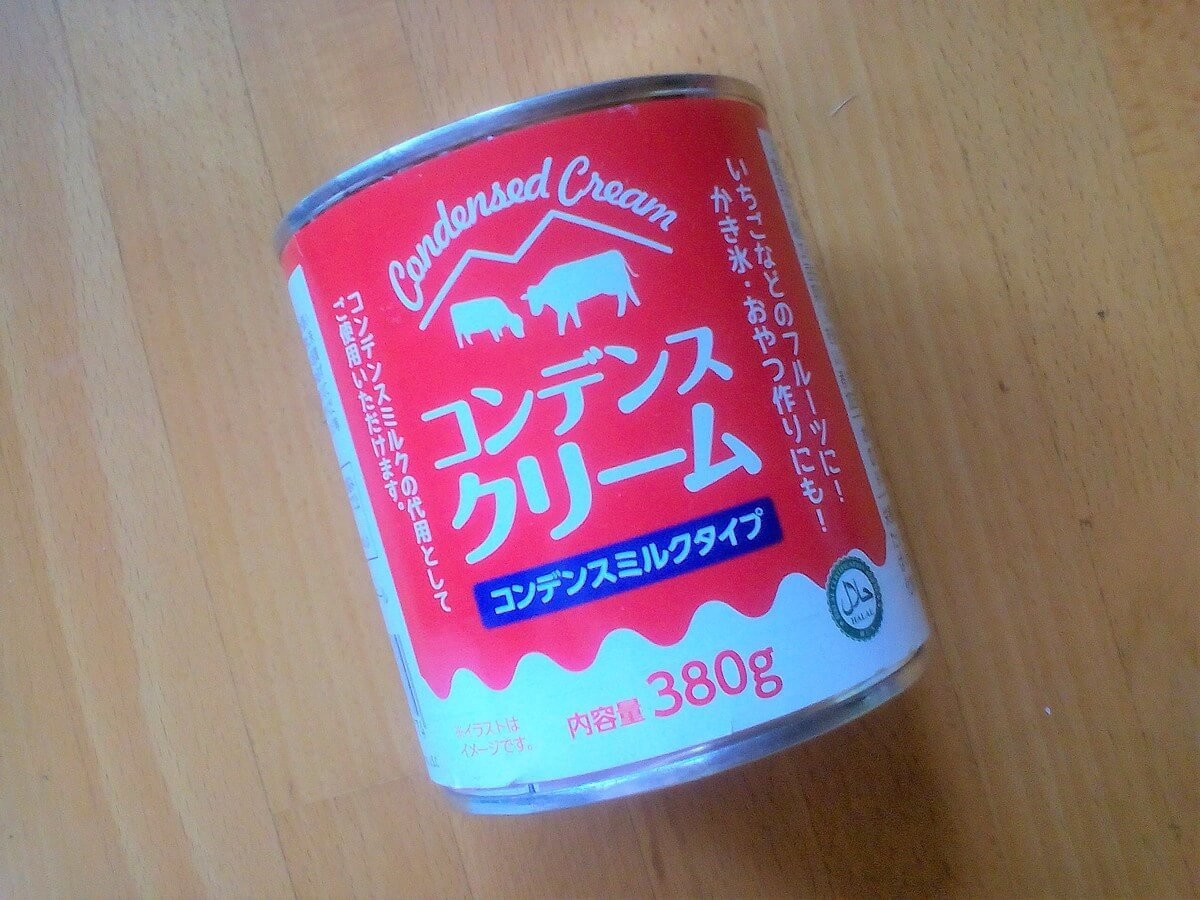 Condensed Cream
いちごなどのフルーツに!
かき氷・おやつ作りにも!
コンデンスミルクの代用として
ご使用いただけます。
コンデンス
クリーム
コンデンスミルクタイプ
حلال
HALAL
内容量 380g
※イラストは
イメージです。